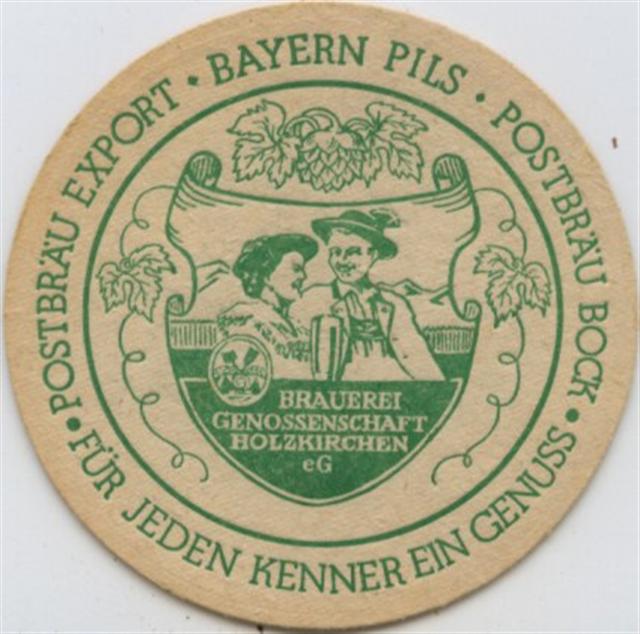 • POSTBRÄU EXPORT • BAYERN PILS • POSTBRÄU BOCK •
FÜR JEDEN KENNER EIN GENUSS
BRAUEREI
GENOSSENSCHAFT
HOLZKIRCHEN
eG